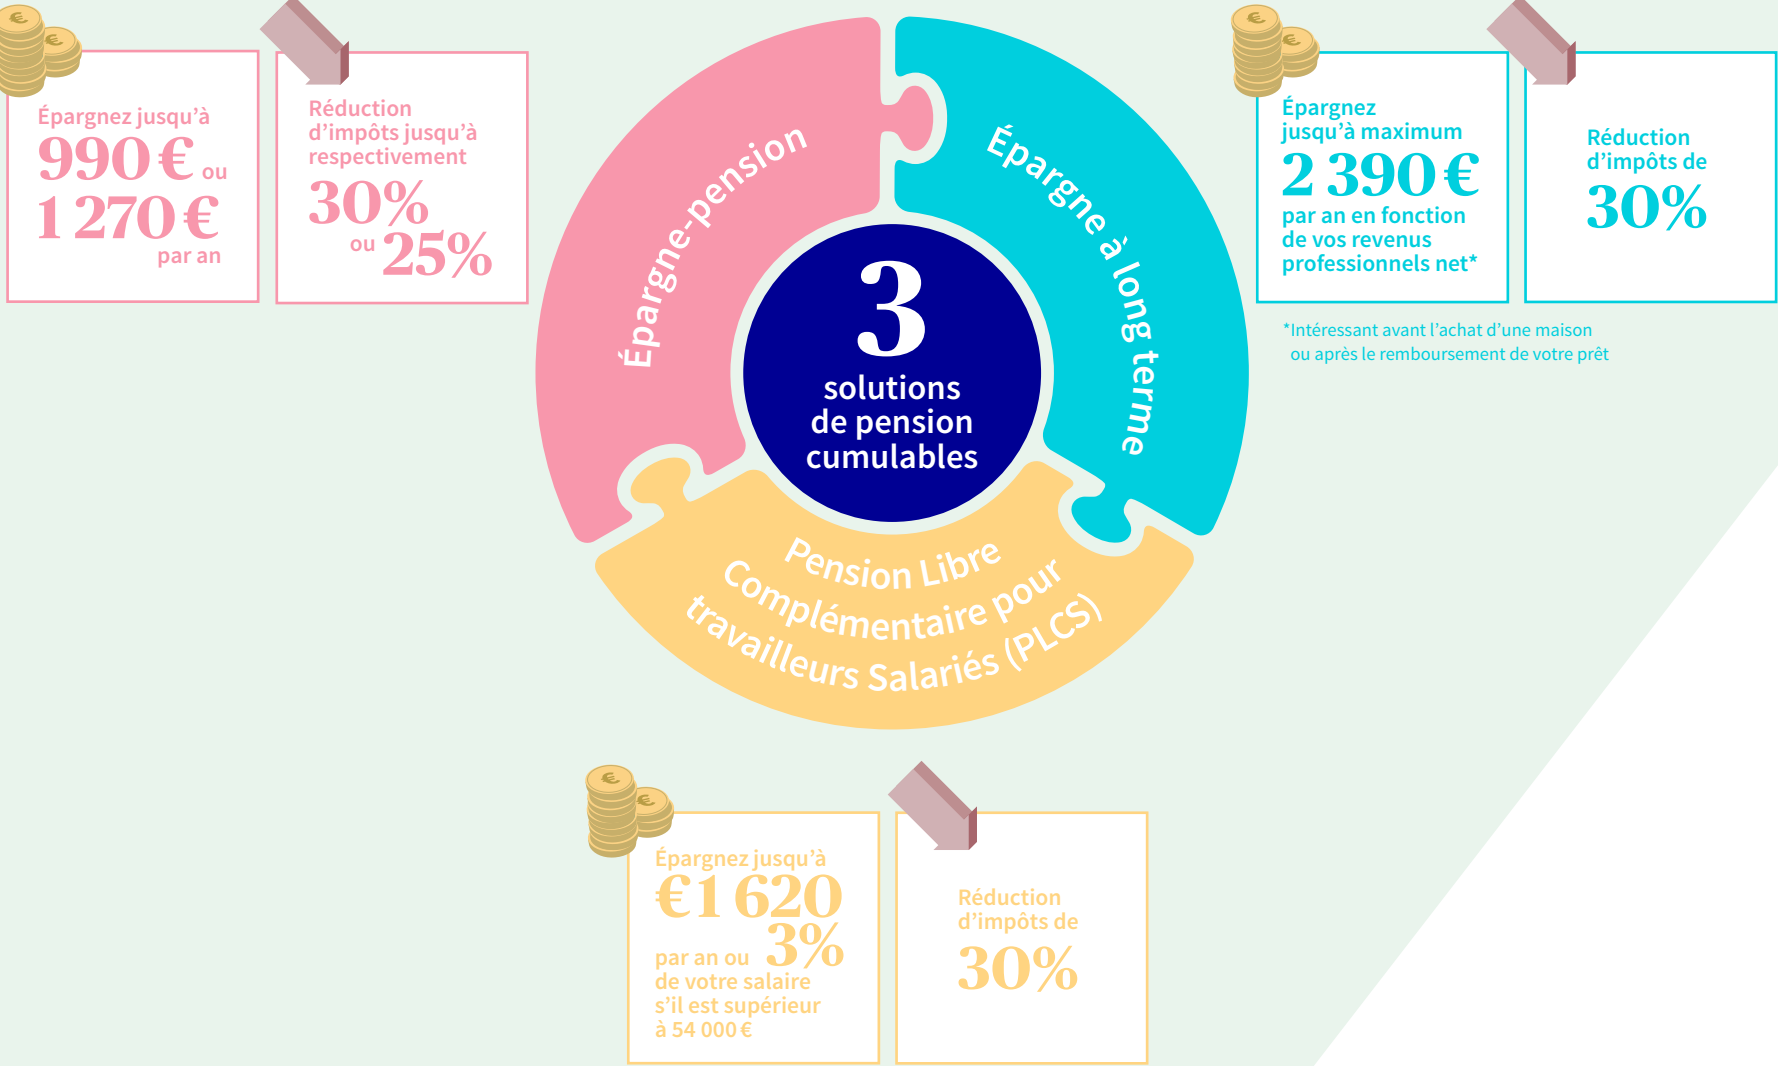 Épargnez jusqu'à
990 € ou
1 270 €
par an
Réduction
d'impôts jusqu'à
respectivement
30%
ou 25%
Épargne-pension
Épargne à long terme
3
solutions
de pension
cumulables
Pension Libre
Complémentaire pour
travailleurs Salariés (PLCS)
Épargnez
jusqu'à maximum
2 390 €
par an en fonction
de vos revenus
professionnels net*
Réduction
d'impôts de
30%
*Intéressant avant l'achat d'une maison
ou après le remboursement de votre prêt
Épargnez jusqu'à
€ 1 620
par an ou 3%
de votre salaire
s'il est supérieur
à 54 000 €
Réduction
d'impôts de
30%